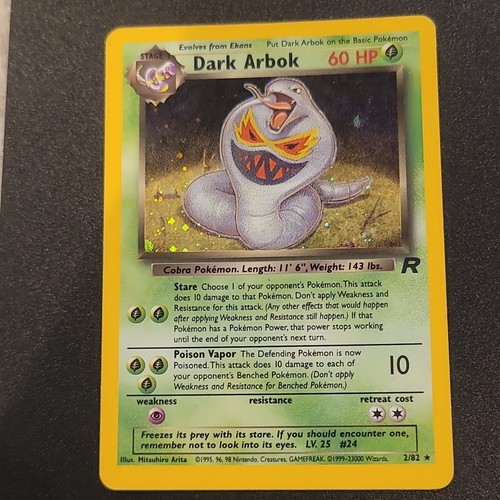 Evolves from Ekans Put Dark Arbok on the Basic Pokémon
STAGE 1
Dark Arbok 60 HP
Cobra Pokémon. Length: 11' 6", Weight: 143 lbs.
R
Stare Choose 1 of your opponent's Pokémon. This attack
does 10 damage to that Pokémon. Don't apply Weakness and
Resistance for this attack. (Any other effects that would happen
after applying Weakness and Resistance still happen.) If that
Pokémon has a Pokémon Power, that power stops working
until the end of your opponent's next turn.
Poison Vapor The Defending Pokémon is now
Poisoned. This attack does 10 damage to each of
your opponent's Benched Pokémon. (Don't apply
Weakness and Resistance for Benched Pokémon.)
10
weakness resistance retreat cost
Freezes its prey with its stare. If you should encounter one,
remember not to look into its eyes. LV. 25 #24
Illus. Mitsuhiro Arita ©1995, 96, 98 Nintendo, Creatures, GAMEFREAK. ©1999-23000 Wizards. 2/82 ★